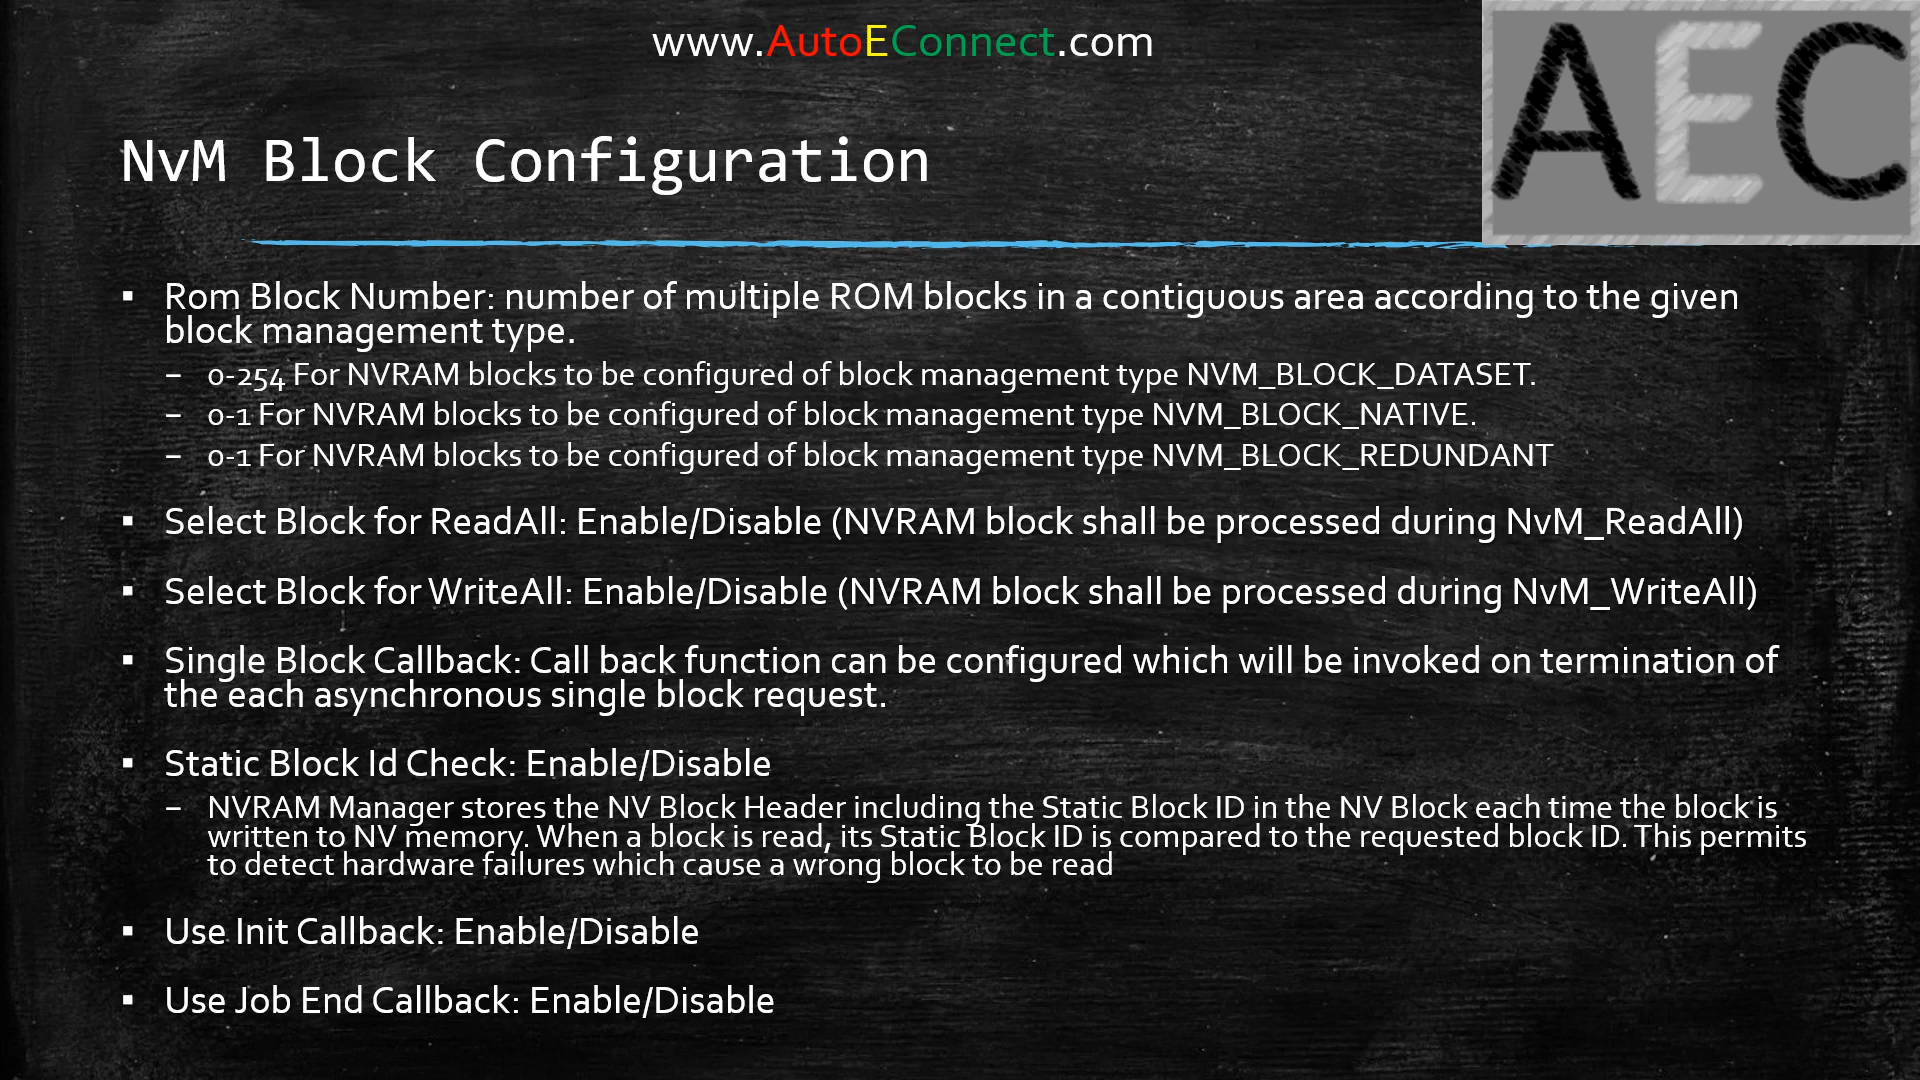 www.AutoEConnect.com
AEC
NvM Block Configuration
▪ Rom Block Number: number of multiple ROM blocks in a contiguous area according to the given
block management type.
– 0-254 For NVRAM blocks to be configured of block management type NVM_BLOCK_DATASET.
– 0-1 For NVRAM blocks to be configured of block management type NVM_BLOCK_NATIVE.
– 0-1 For NVRAM blocks to be configured of block management type NVM_BLOCK_REDUNDANT
▪ Select Block for ReadAll: Enable/Disable (NVRAM block shall be processed during NvM_ReadAll)
▪ Select Block for WriteAll: Enable/Disable (NVRAM block shall be processed during NvM_WriteAll)
▪ Single Block Callback: Call back function can be configured which will be invoked on termination of
the each asynchronous single block request.
▪ Static Block Id Check: Enable/Disable
– NVRAM Manager stores the NV Block Header including the Static Block ID in the NV Block each time the block is
written to NV memory. When a block is read, its Static Block ID is compared to the requested block ID. This permits
to detect hardware failures which cause a wrong block to be read
▪ Use Init Callback: Enable/Disable
▪ Use Job End Callback: Enable/Disable